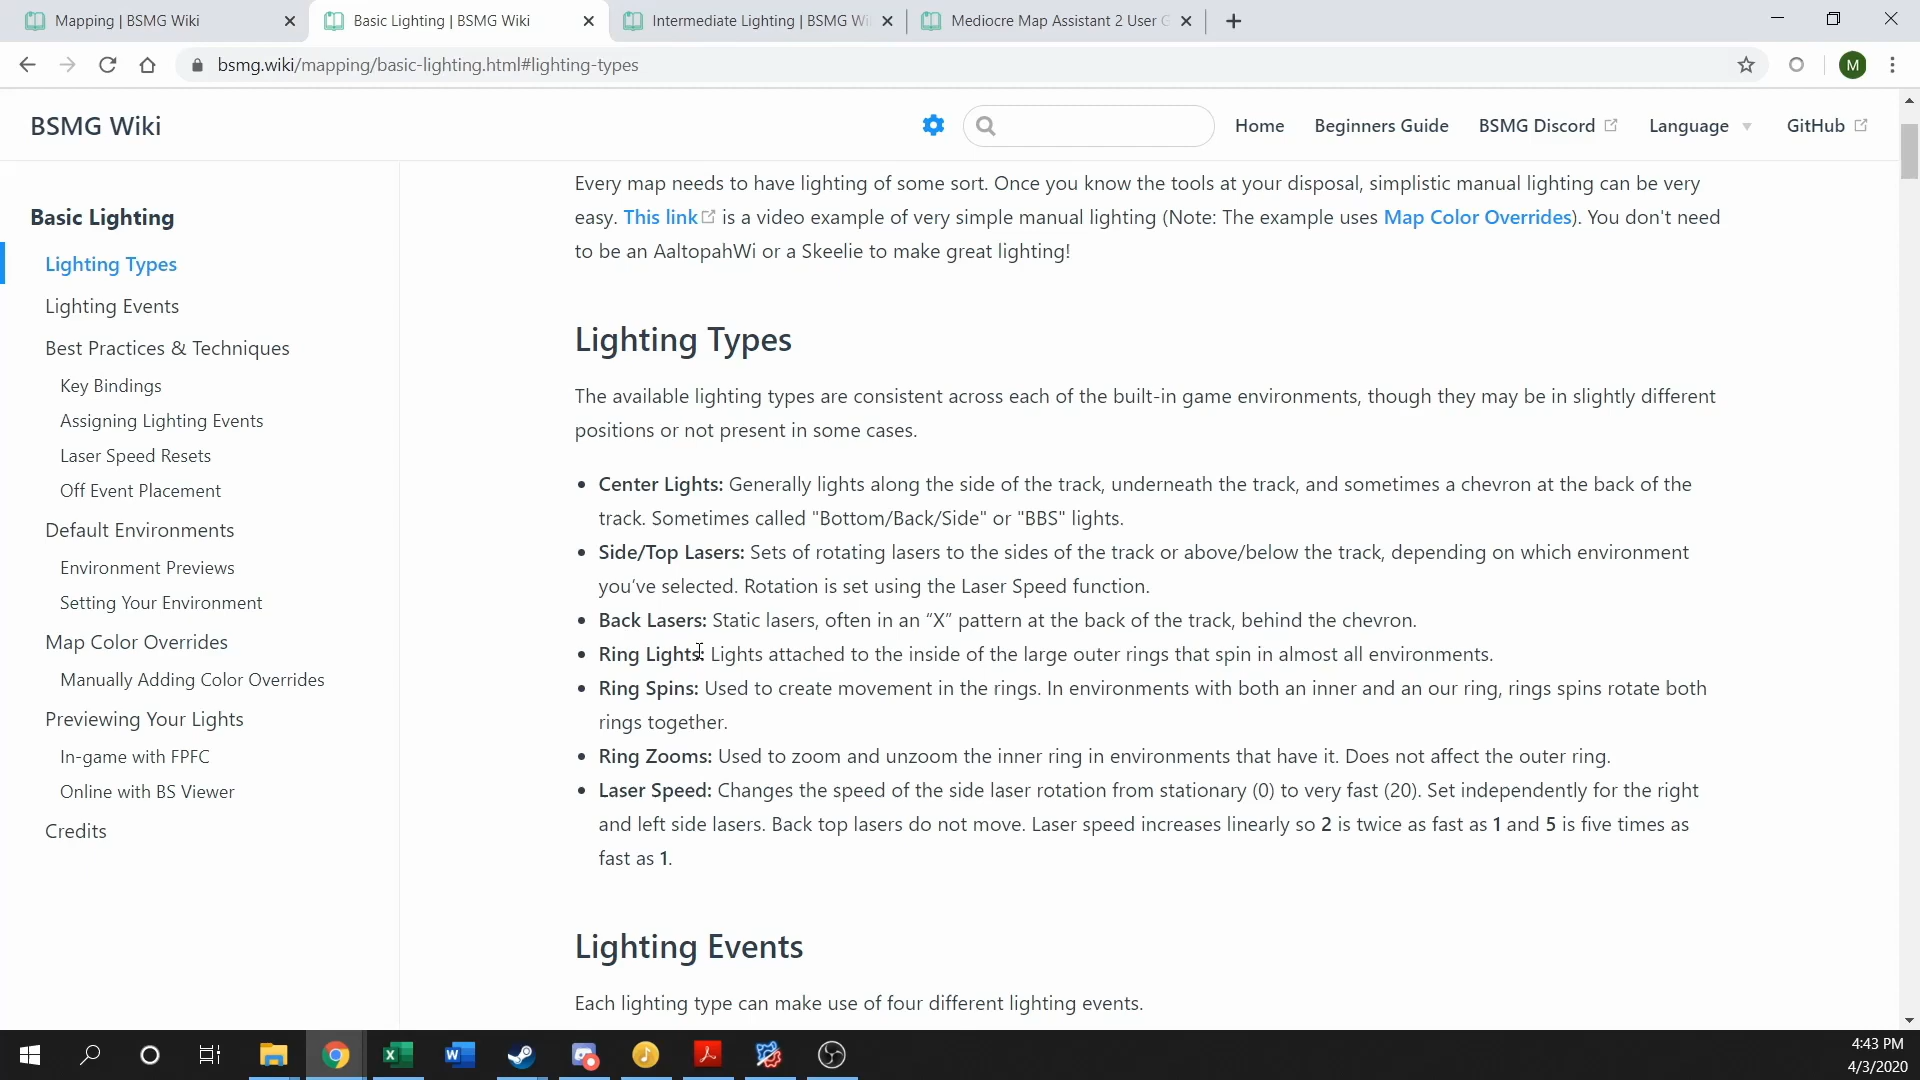 Mapping | BSMG Wiki
Basic Lighting | BSMG Wiki
Intermediate Lighting | BSMG Wi
Mediocre Map Assistant 2 User G
bsmg.wiki/mapping/basic-lighting.html#lighting-types
M
BSMG Wiki
Home
Beginners Guide
BSMG Discord
Language
GitHub
Basic Lighting
Lighting Types
Lighting Events
Best Practices & Techniques
Key Bindings
Assigning Lighting Events
Laser Speed Resets
Off Event Placement
Default Environments
Environment Previews
Setting Your Environment
Map Color Overrides
Manually Adding Color Overrides
Previewing Your Lights
In-game with FPFC
Online with BS Viewer
Credits
Every map needs to have lighting of some sort. Once you know the tools at your disposal, simplistic manual lighting can be very
easy. This link is a video example of very simple manual lighting (Note: The example uses Map Color Overrides). You don't need
to be an AaltopahWi or a Skeelie to make great lighting!
Lighting Types
The available lighting types are consistent across each of the built-in game environments, though they may be in slightly different
positions or not present in some cases.
• Center Lights: Generally lights along the side of the track, underneath the track, and sometimes a chevron at the back of the
track. Sometimes called "Bottom/Back/Side" or "BBS" lights.
• Side/Top Lasers: Sets of rotating lasers to the sides of the track or above/below the track, depending on which environment
you've selected. Rotation is set using the Laser Speed function.
• Back Lasers: Static lasers, often in an “X” pattern at the back of the track, behind the chevron.
• Ring Lights: Lights attached to the inside of the large outer rings that spin in almost all environments.
• Ring Spins: Used to create movement in the rings. In environments with both an inner and an our ring, rings spins rotate both
rings together.
• Ring Zooms: Used to zoom and unzoom the inner ring in environments that have it. Does not affect the outer ring.
• Laser Speed: Changes the speed of the side laser rotation from stationary (0) to very fast (20). Set independently for the right
and left side lasers. Back top lasers do not move. Laser speed increases linearly so 2 is twice as fast as 1 and 5 is five times as
fast as 1.
Lighting Events
Each lighting type can make use of four different lighting events.
4:43 PM
4/3/2020